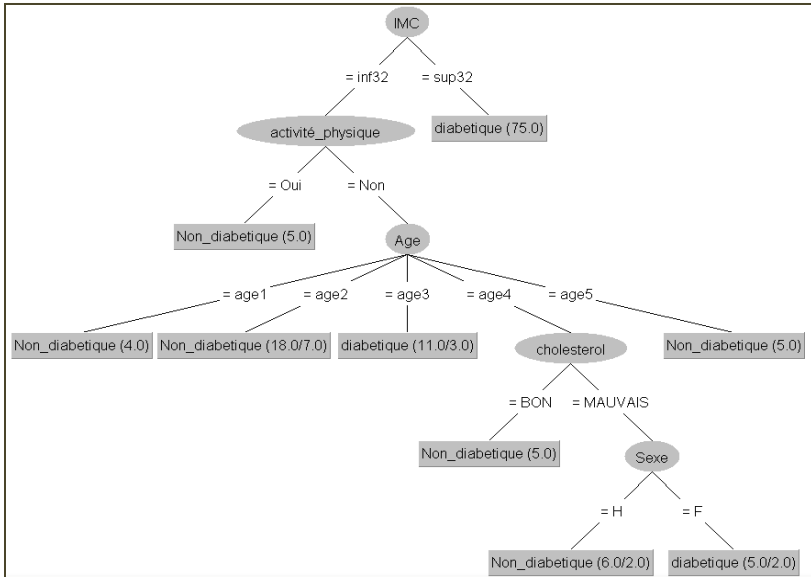 IMC
= inf32 = sup32
activité_physique diabetique (75.0)
= Oui = Non
Non_diabetique (5.0) Age
= age1 = age2 = age3 = age4 = age5
Non_diabetique (4.0) Non_diabetique (18.0/7.0) diabetique (11.0/3.0) cholesterol Non_diabetique (5.0)
= BON = MAUVAIS
Non_diabetique (5.0) Sexe
= H = F
Non_diabetique (6.0/2.0) diabetique (5.0/2.0)